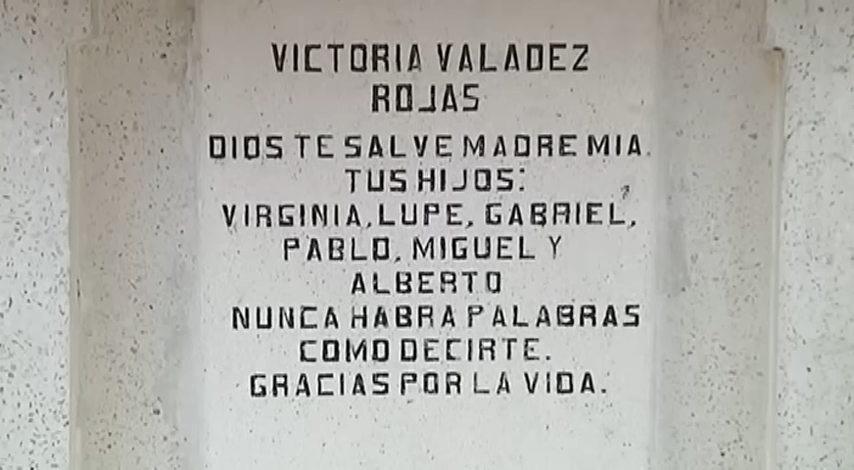 VICTORIA VALADEZ
ROJAS
DIOS TE SALVE MADRE MIA.
TUS HIJOS:
VIRGINIA, LUPE, GABRIEL,
PABLO, MIGUEL Y
ALBERTO
NUNCA HABRA PALABRAS
COMO DECIRTE.
GRACIAS POR LA VIDA.